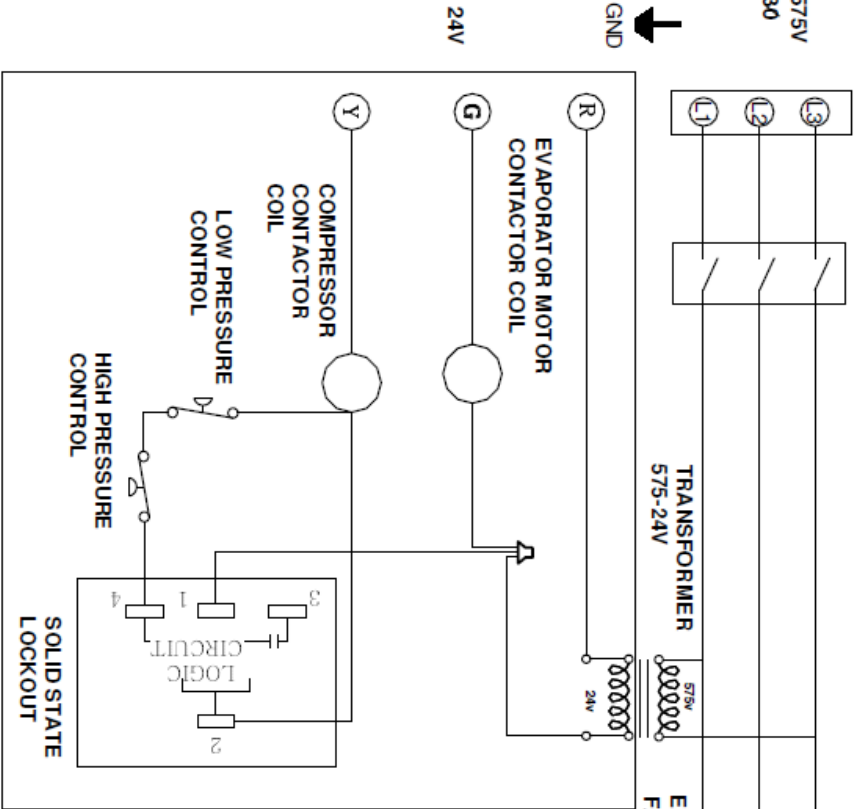 575V
30
GND
24V
L1
L2
L3
R
G
Y
EVAPORATOR MOTOR
CONTACTOR COIL
COMPRESSOR
CONTACTOR
COIL
LOW PRESSURE
CONTROL
HIGH PRESSURE
CONTROL
TRANSFORMER
575-24V
575v
24v
4
1
3
LOGIC
CIRCUIT
2
SOLID STATE
LOCKOUT
E
F